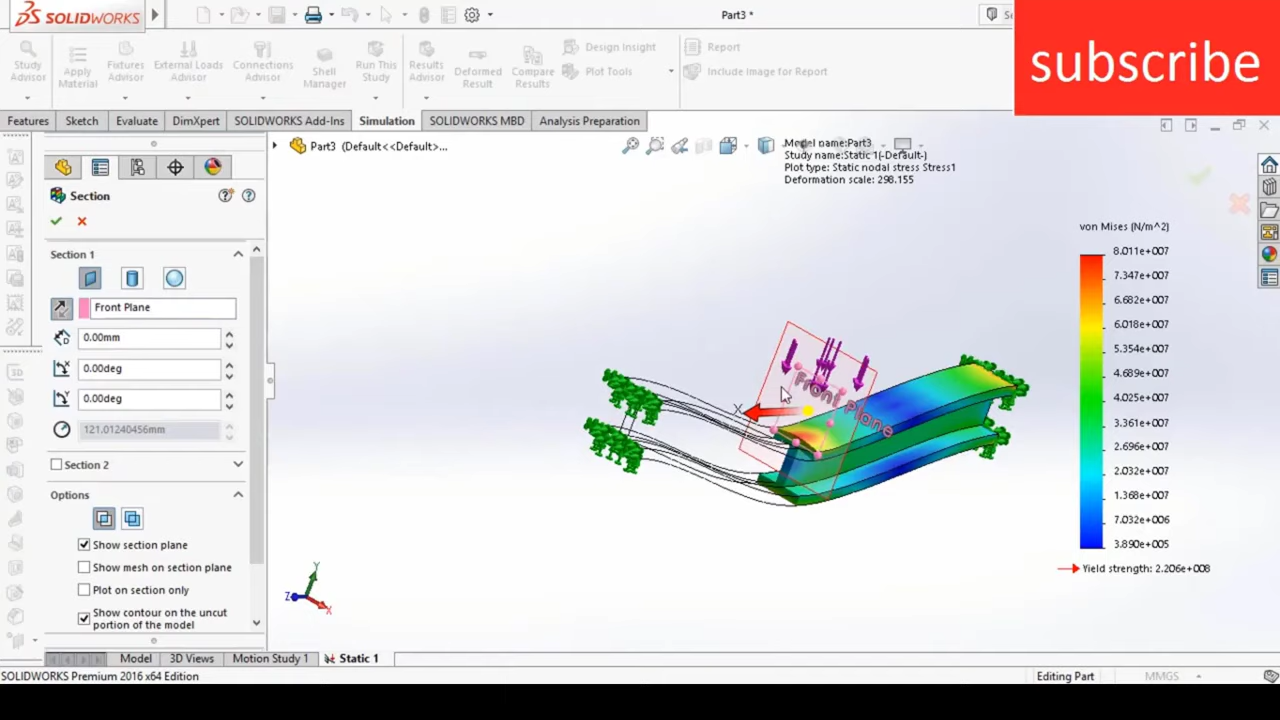 SOLIDWORKS
Part3 *
subscribe
Study Advisor
Apply Material
Fixtures Advisor
External Loads Advisor
Connections Advisor
Shell Manager
Run This Study
Results Advisor
Deformed Result
Compare Results
Design Insight
Plot Tools
Report
Include Image for Report
Features Sketch Evaluate DimXpert SOLIDWORKS Add-Ins Simulation SOLIDWORKS MBD Analysis Preparation
Part3 (Default<<Default>...
Model name:Part3
Study name:Static 1(-Default-)
Plot type: Static nodal stress Stress1
Deformation scale: 298.155
Section
Section 1
Front Plane
0.00mm
0.00deg
0.00deg
121.01240456mm
Section 2
Options
Show section plane
Show mesh on section plane
Plot on section only
Show contour on the uncut
portion of the model
Front Plane
X
Y
Z
X
von Mises (N/m^2)
8.011e+007
7.347e+007
6.682e+007
6.018e+007
5.354e+007
4.689e+007
4.025e+007
3.361e+007
2.696e+007
2.032e+007
1.368e+007
7.032e+006
3.890e+005
Yield strength: 2.206e+008
Model 3D Views Motion Study 1 Static 1
SOLIDWORKS Premium 2016 x64 Edition
Editing Part
MMGS